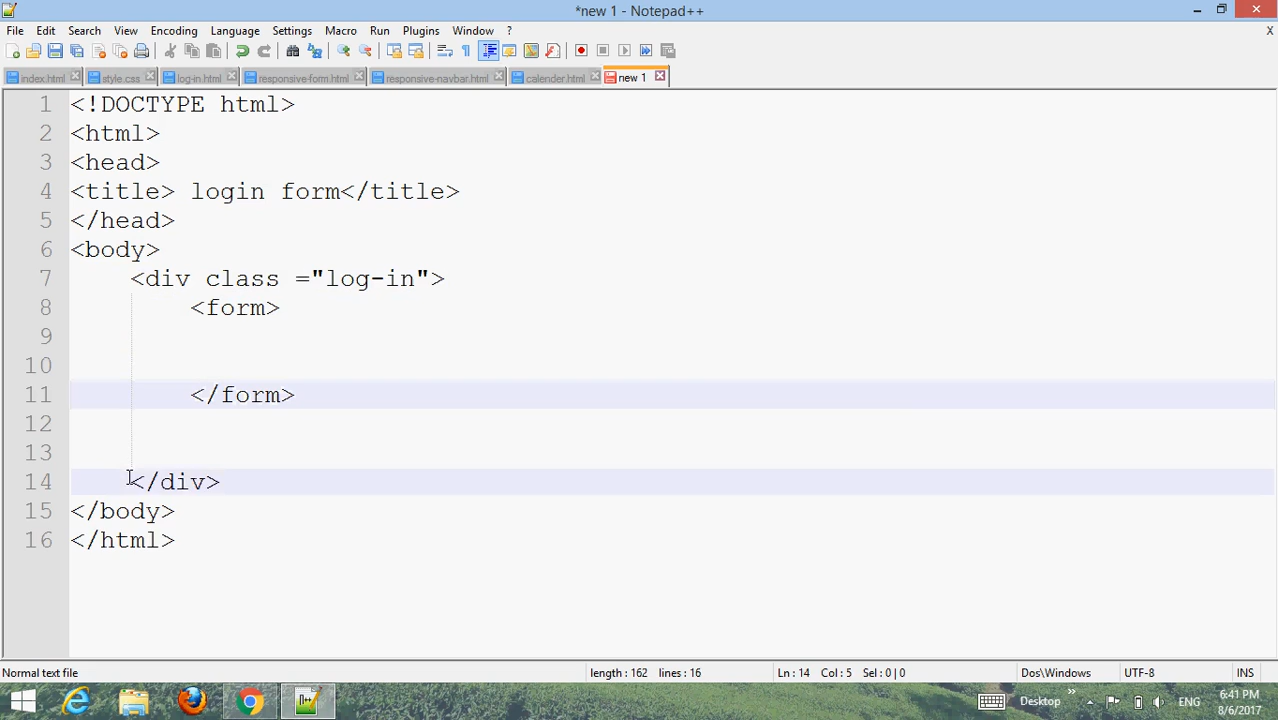 *new 1 - Notepad++
File Edit Search View Encoding Language Settings Macro Run Plugins Window ? X
index.html style.css log-in.html responsive-form.html responsive-navbar.html calender.html new 1
1 <!DOCTYPE html>
2 <html>
3 <head>
4 <title> login form</title>
5 </head>
6 <body>
7 <div class ="log-in">
8 <form>
9
10
11 </form>
12
13
14 </div>
15 </body>
16 </html>
Normal text file length : 162 lines : 16 Ln : 14 Col : 5 Sel : 0 | 0 Dos\Windows UTF-8 INS
Desktop » ENG 6:41 PM
8/6/2017